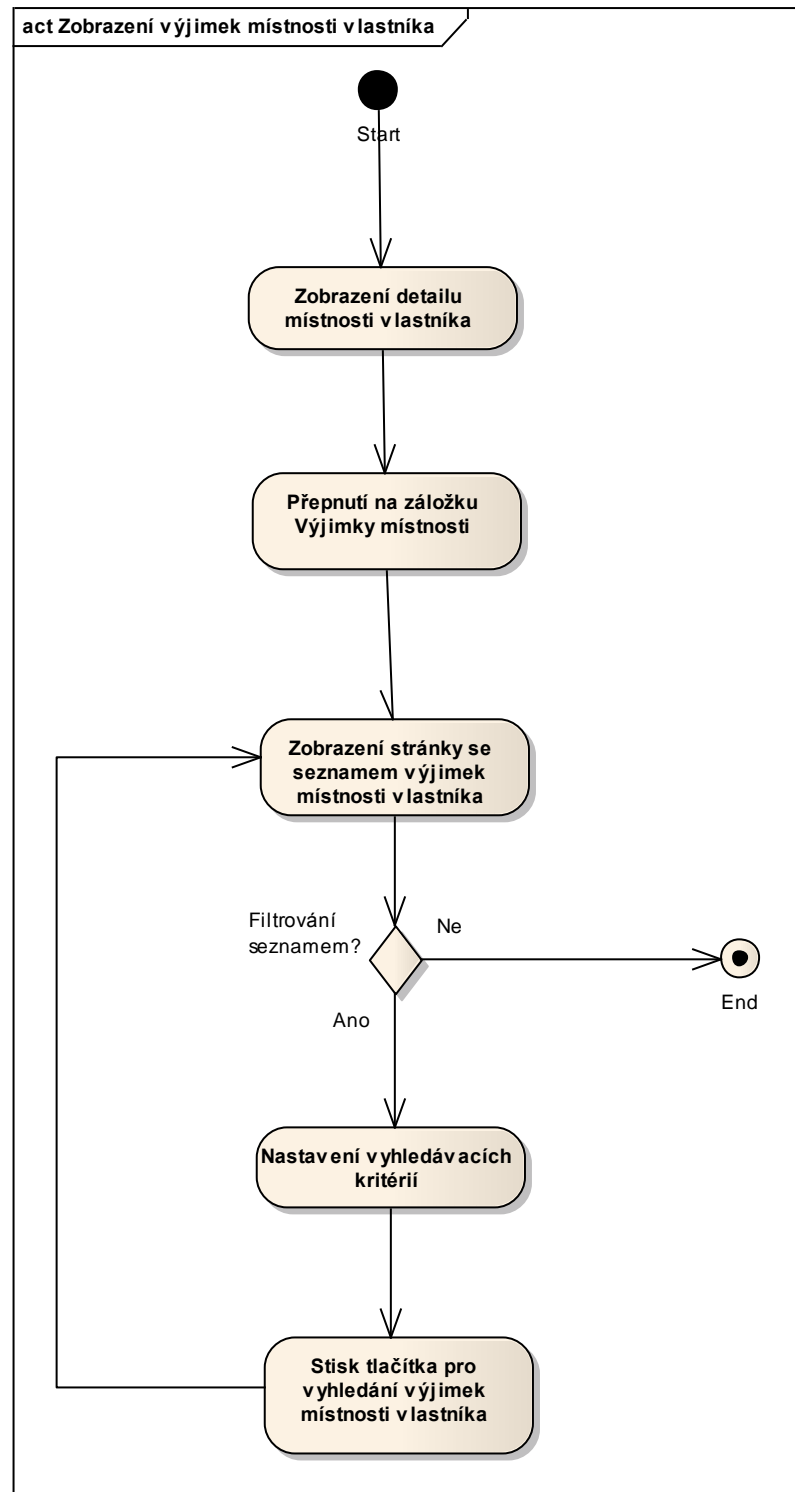 act Zobrazení výjimek místnosti vlastníka
Start
Zobrazení detailu
místnosti vlastníka
Přepnutí na záložku
Výjimky místnosti
Zobrazení stránky se
seznamem výjimek
místnosti vlastníka
Filtrování
seznamem?
Ne
End
Ano
Nastavení vyhledávacích
kritérií
Stisk tlačítka pro
vyhledání výjimek
místnosti vlastníka